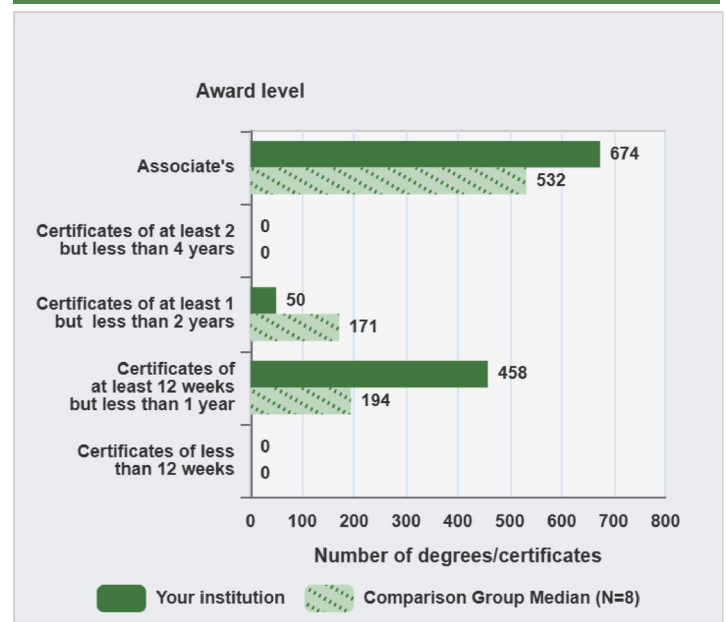 Award level
Associate's
674
532
Certificates of at least 2
but less than 4 years
0
0
Certificates of at least 1
but less than 2 years
50
171
Certificates of
at least 12 weeks
but less than 1 year
458
194
Certificates of less
than 12 weeks
0
0
0 100 200 300 400 500 600 700 800
Number of degrees/certificates
Your institution
Comparison Group Median (N=8)